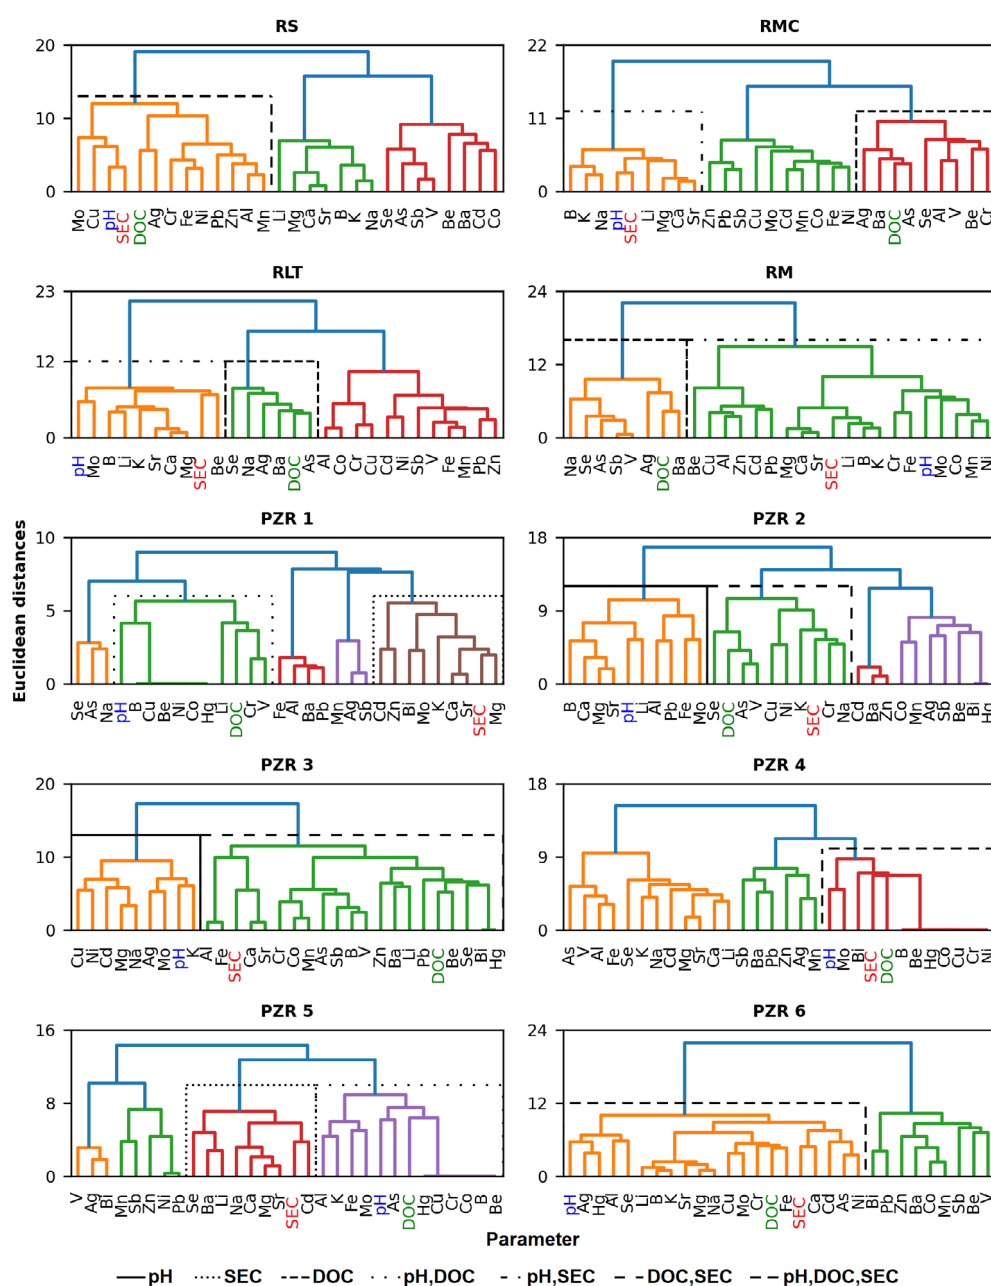 RS
RMC
20
10
0
22
11
0
Mo Cu pH SEC DOC Ag Cr Fe Ni Pb Zn Al Mn Li Mg Ca Sr B K Na Se As Sb V Be Ba Cd Co
B K Na pH SEC Li Mg Ca Sr Zn Pb Sb Cu Mo Cd Mn Co Fe Ni Ag Ba DOC As Se Al V Be Cr
RLT
RM
23
12
0
24
12
0
pH Mo B Li K Sr Ca Mg SEC Be Se Na Ag Ba DOC As Al Co Cr Cu Cd Ni Sb V Fe Mn Pb Zn
Na Se As Sb V Ag DOC Ba Be Cu Al Zn Cd Pb Mg Ca Sr SEC Li B K Cr Fe pH Mo Co Mn Ni
PZR 1
PZR 2
10
5
0
18
9
0
Se As Na pH B Cu Be Ni Co Hg Li DOC Cr V Fe Al Ba Pb Mn Ag Sb Cd Zn Bi Mo K Ca Sr SEC Mg
B Ca Mg Sr pH Li Al Pb Fe Mo Se DOC As V Cu Ni K SEC Cr Na Cd Ba Zn Co Mn Ag Sb Be Bi Hg
PZR 3
PZR 4
20
10
0
18
9
0
Cu Ni Cd Mg Na Ag Mo pH K Al Fe SEC Ca Sr Cr Co Mn As Sb B V Zn Ba Li Pb DOC Be Se Bi Hg
As V Al Fe Se K Na Cd Mg Sr Ca Li Sb Ba Pb Zn Ag Mn pH Mo Bi SEC DOC B Be Hg Co Cu Cr Ni
PZR 5
PZR 6
16
8
0
24
12
0
V Ag Bi Mn Sb Zn Ni Pb Se Ba Li Na Ca Mg Sr SEC Cd Al K Fe Mo pH As DOC Hg Cu Cr Co B Be
pH Ag Hg Al Se Li B K Sr Mg Na Cu Mo Cr DOC Fe SEC Ca Cd As Ni Bi Pb Zn Ba Co Mn Sb Be V
Euclidean distances
Parameter
pH SEC DOC pH,DOC pH,SEC DOC,SEC pH,DOC,SEC